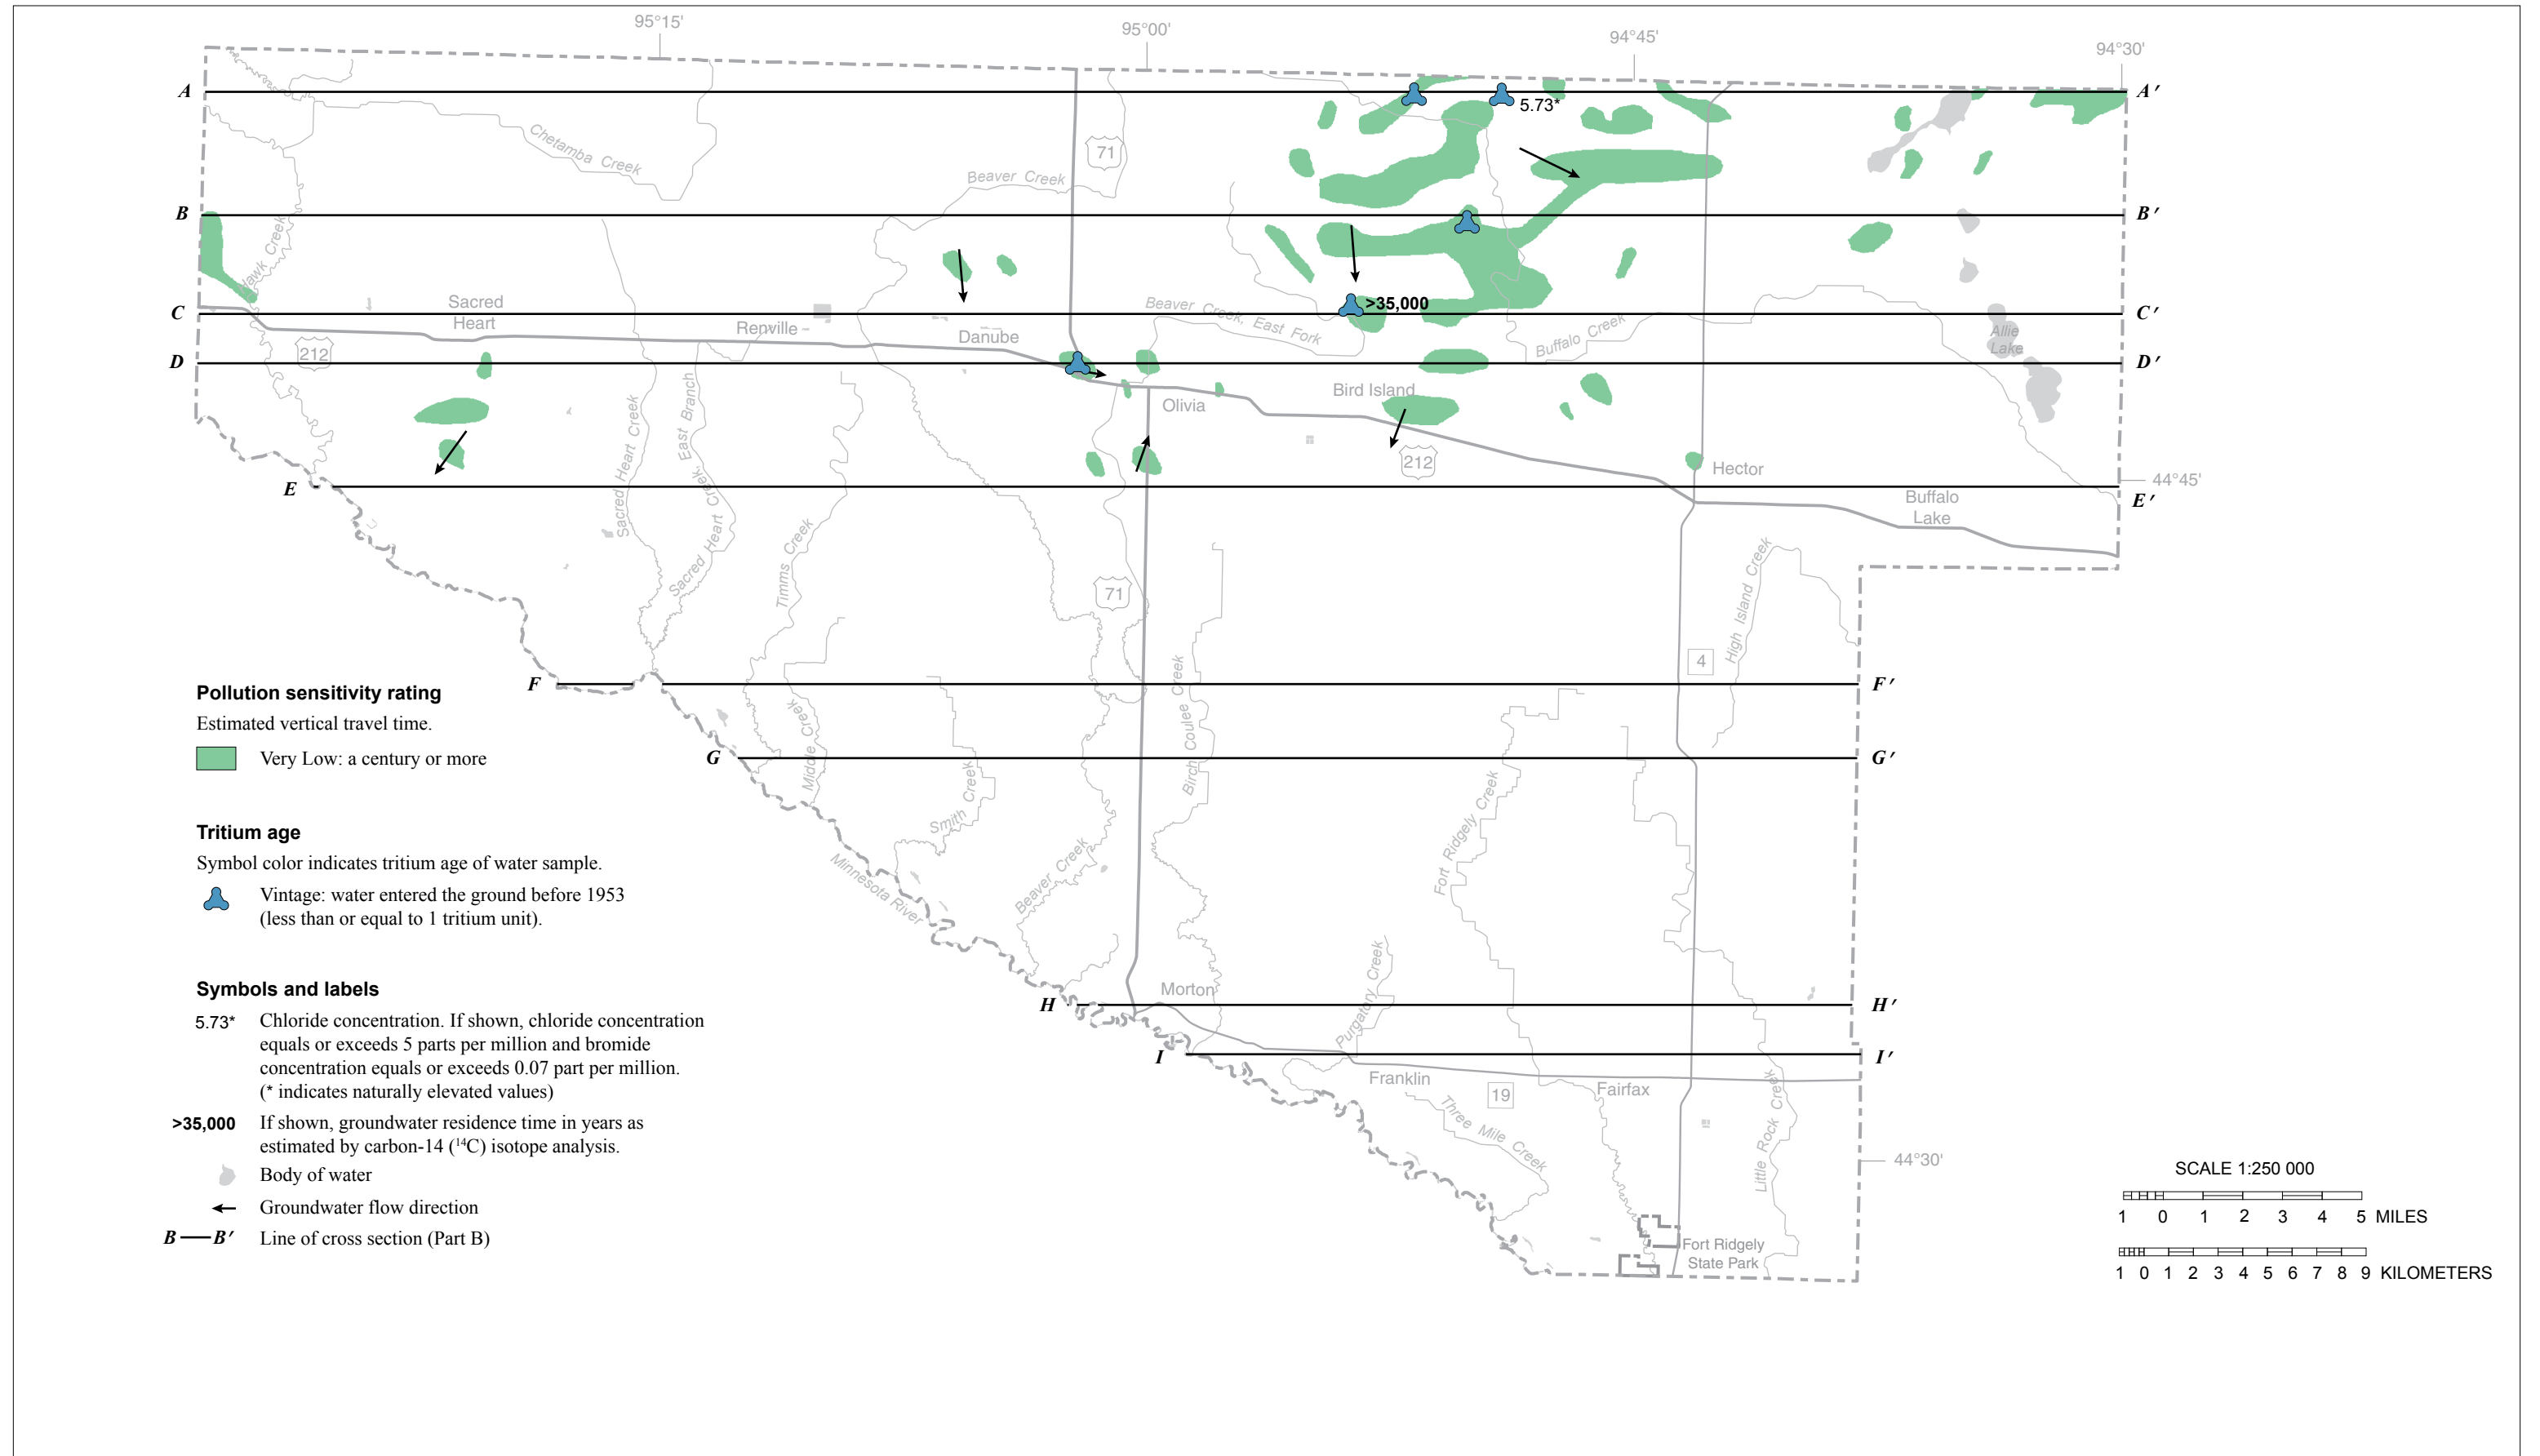 95°15'
95°00'
94°45'
94°30'
A
A′
5.73*
Chetamba Creek
71
Beaver Creek
B
B′
Hawk Creek
>35,000
Sacred
Heart
Renville
Danube
Beaver Creek, East Fork
Buffalo Creek
Allie
Lake
C
C′
212
D
D′
Bird Island
Olivia
Sacred Heart Creek
Sacred Heart Creek, East Branch
212
Hector
44°45'
E
E′
Buffalo
Lake
Timms Creek
High Island Creek
71
4
Birch Coulee Creek
F
F′
Middle Creek
G
G′
Smith Creek
Fort Ridgely Creek
Minnesota River
Beaver Creek
Purgatory Creek
Morton
H
H′
I
I′
Franklin
19
Fairfax
Three Mile Creek
Little Rock Creek
44°30'
Fort Ridgely
State Park
Pollution sensitivity rating
Estimated vertical travel time.
Very Low: a century or more
Tritium age
Symbol color indicates tritium age of water sample.
Vintage: water entered the ground before 1953
(less than or equal to 1 tritium unit).
Symbols and labels
5.73* Chloride concentration. If shown, chloride concentration
equals or exceeds 5 parts per million and bromide
concentration equals or exceeds 0.07 part per million.
(* indicates naturally elevated values)
>35,000 If shown, groundwater residence time in years as
estimated by carbon-14 (¹⁴C) isotope analysis.
Body of water
Groundwater flow direction
B B′ Line of cross section (Part B)
SCALE 1:250 000
1 0 1 2 3 4 5 MILES
1 0 1 2 3 4 5 6 7 8 9 KILOMETERS